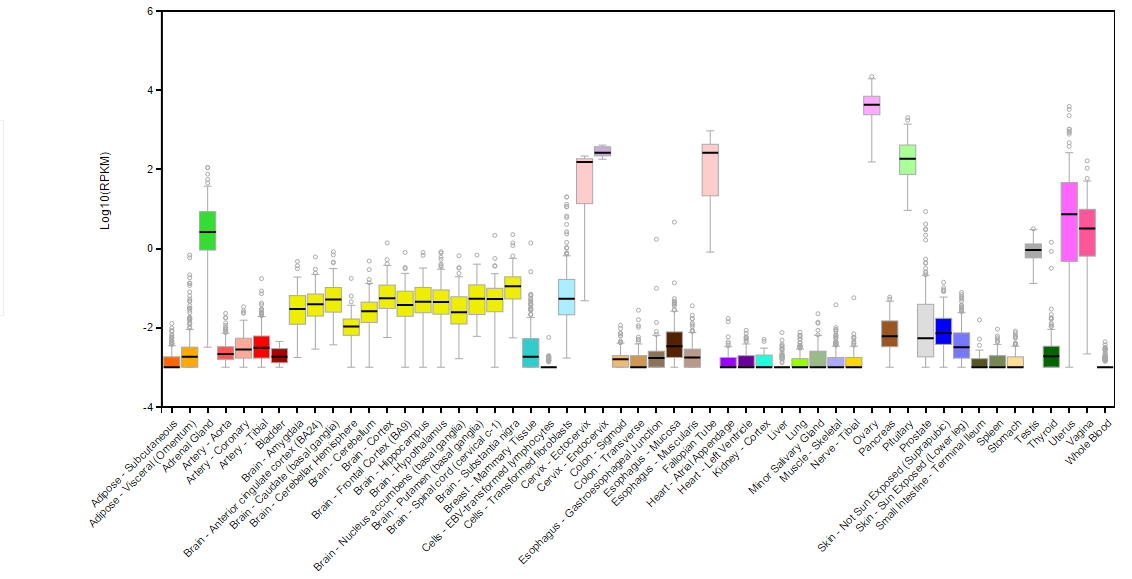 6
4
2
0
-2
-4
Log10(RPKM)
Adipose - Subcutaneous
Adipose - Visceral (Omentum)
Adrenal Gland
Artery - Aorta
Artery - Coronary
Artery - Tibial
Bladder
Brain - Amygdala
Brain - Anterior cingulate cortex (BA24)
Brain - Caudate (basal ganglia)
Brain - Cerebellar Hemisphere
Brain - Cerebellum
Brain - Cortex
Brain - Frontal Cortex (BA9)
Brain - Hippocampus
Brain - Hypothalamus
Brain - Nucleus accumbens (basal ganglia)
Brain - Putamen (basal ganglia)
Brain - Spinal cord (cervical c-1)
Brain - Substantia nigra
Breast - Mammary Tissue
Cells - EBV-transformed lymphocytes
Cells - Transformed fibroblasts
Cervix - Ectocervix
Cervix - Endocervix
Colon - Sigmoid
Colon - Transverse
Esophagus - Gastroesophageal Junction
Esophagus - Mucosa
Esophagus - Muscularis
Fallopian Tube
Heart - Atrial Appendage
Heart - Left Ventricle
Kidney - Cortex
Liver
Lung
Minor Salivary Gland
Muscle - Skeletal
Nerve - Tibial
Ovary
Pancreas
Pituitary
Prostate
Skin - Not Sun Exposed (Suprapubic)
Skin - Sun Exposed (Lower leg)
Small Intestine - Terminal Ileum
Spleen
Stomach
Testis
Thyroid
Uterus
Vagina
Whole Blood